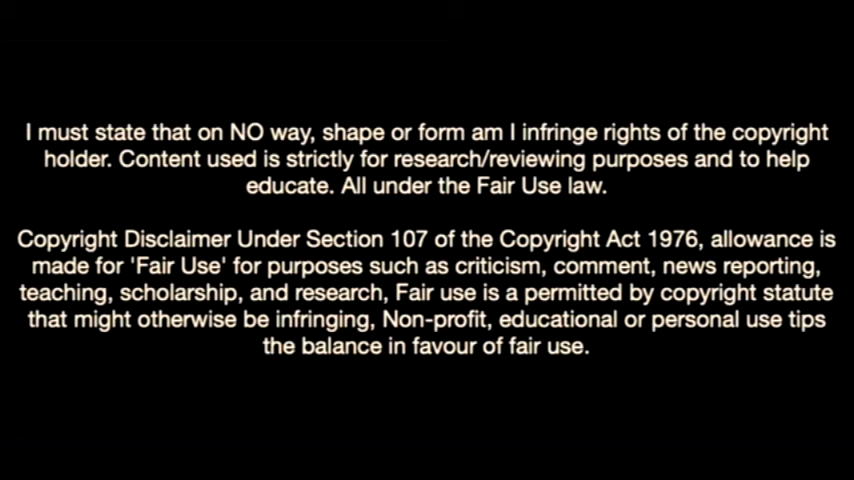 I must state that on NO way, shape or form am I infringe rights of the copyright
holder. Content used is strictly for research/reviewing purposes and to help
educate. All under the Fair Use law.
Copyright Disclaimer Under Section 107 of the Copyright Act 1976, allowance is
made for 'Fair Use' for purposes such as criticism, comment, news reporting,
teaching, scholarship, and research, Fair use is a permitted by copyright statute
that might otherwise be infringing, Non-profit, educational or personal use tips
the balance in favour of fair use.